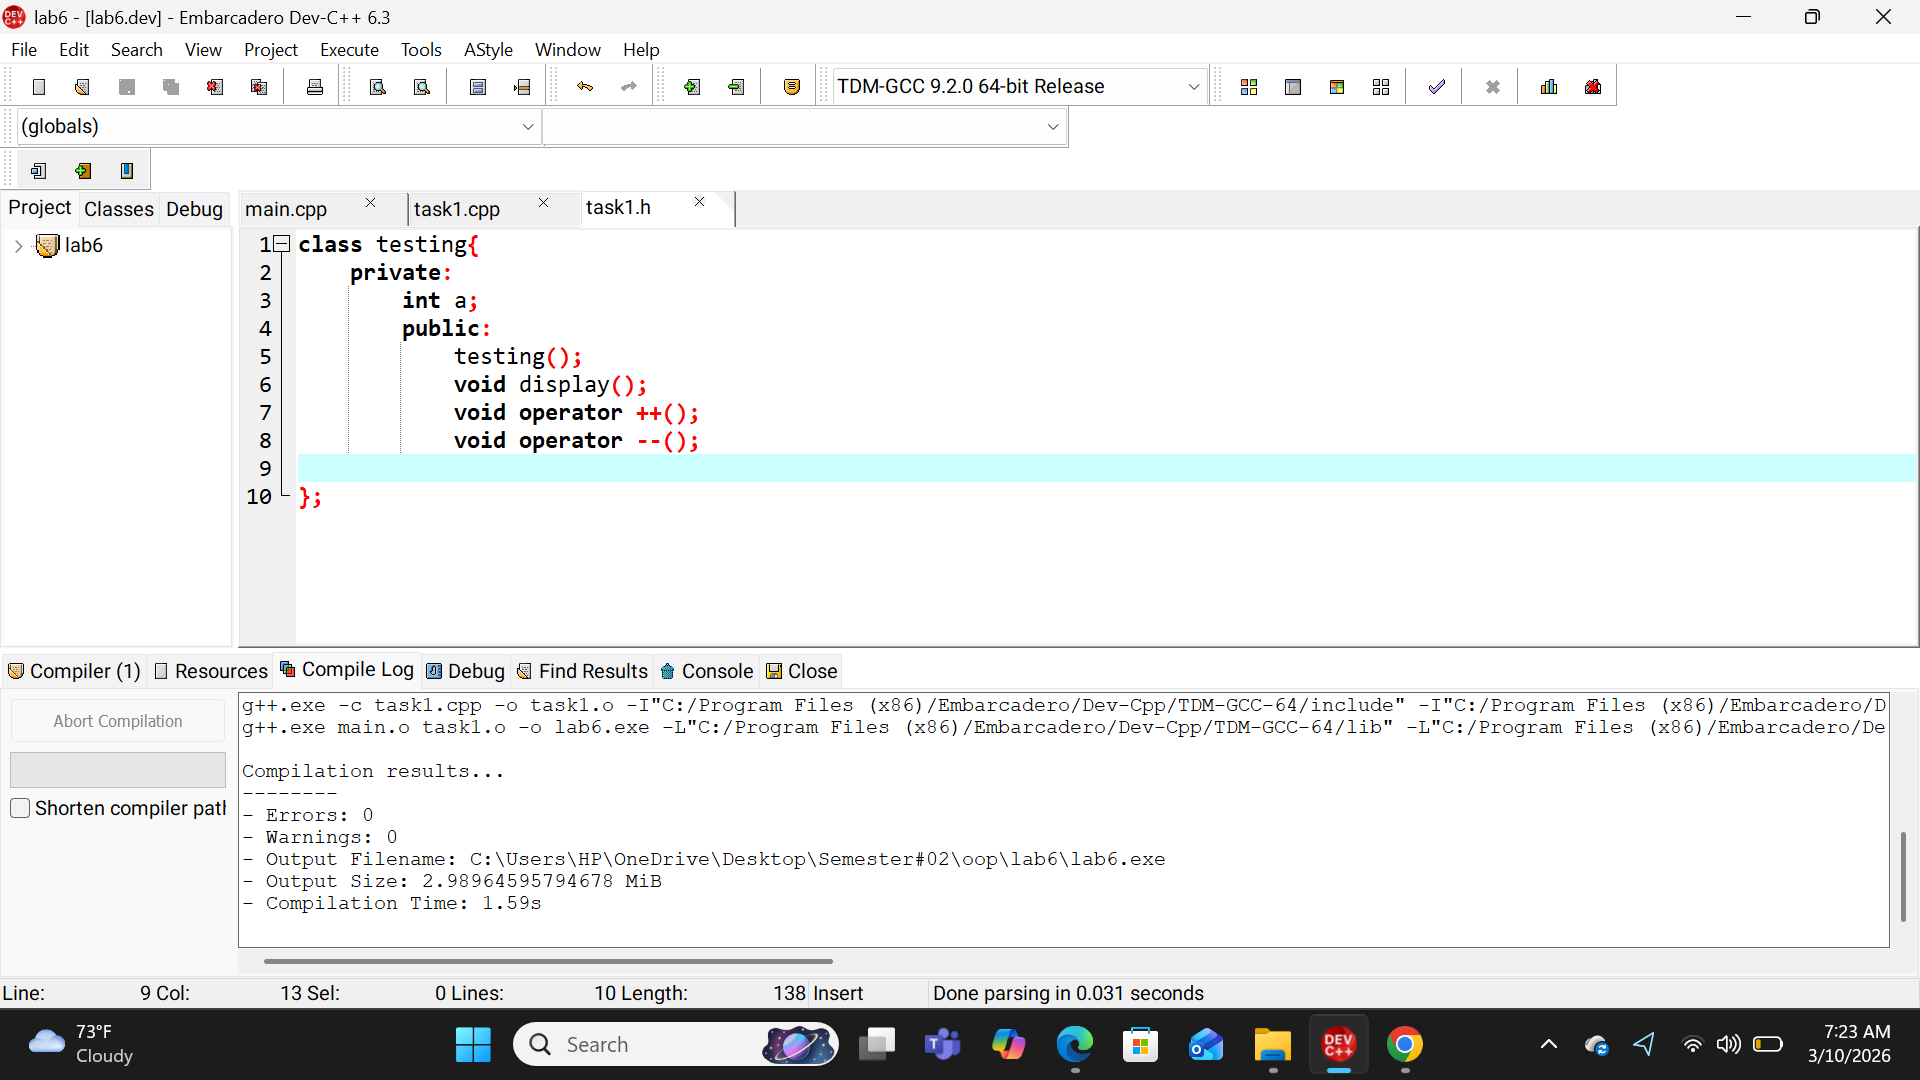 lab6 - [lab6.dev] - Embarcadero Dev-C++ 6.3
File Edit Search View Project Execute Tools AStyle Window Help
TDM-GCC 9.2.0 64-bit Release
(globals)
Project Classes Debug main.cpp task1.cpp task1.h
lab6
1 class testing{
2 private:
3 int a;
4 public:
5 testing();
6 void display();
7 void operator ++();
8 void operator --();
9
10 };
Compiler (1) Resources Compile Log Debug Find Results Console Close
Abort Compilation
Shorten compiler path
g++.exe -c task1.cpp -o task1.o -I"C:/Program Files (x86)/Embarcadero/Dev-Cpp/TDM-GCC-64/include" -I"C:/Program Files (x86)/Embarcadero/D
g++.exe main.o task1.o -o lab6.exe -L"C:/Program Files (x86)/Embarcadero/Dev-Cpp/TDM-GCC-64/lib" -L"C:/Program Files (x86)/Embarcadero/De
Compilation results...
--------
- Errors: 0
- Warnings: 0
- Output Filename: C:\Users\HP\OneDrive\Desktop\Semester#02\oop\lab6\lab6.exe
- Output Size: 2.98964595794678 MiB
- Compilation Time: 1.59s
Line: 9 Col: 13 Sel: 0 Lines: 10 Length: 138 Insert Done parsing in 0.031 seconds
73°F
Cloudy
Search
DEV
C++
7:23 AM
3/10/2026